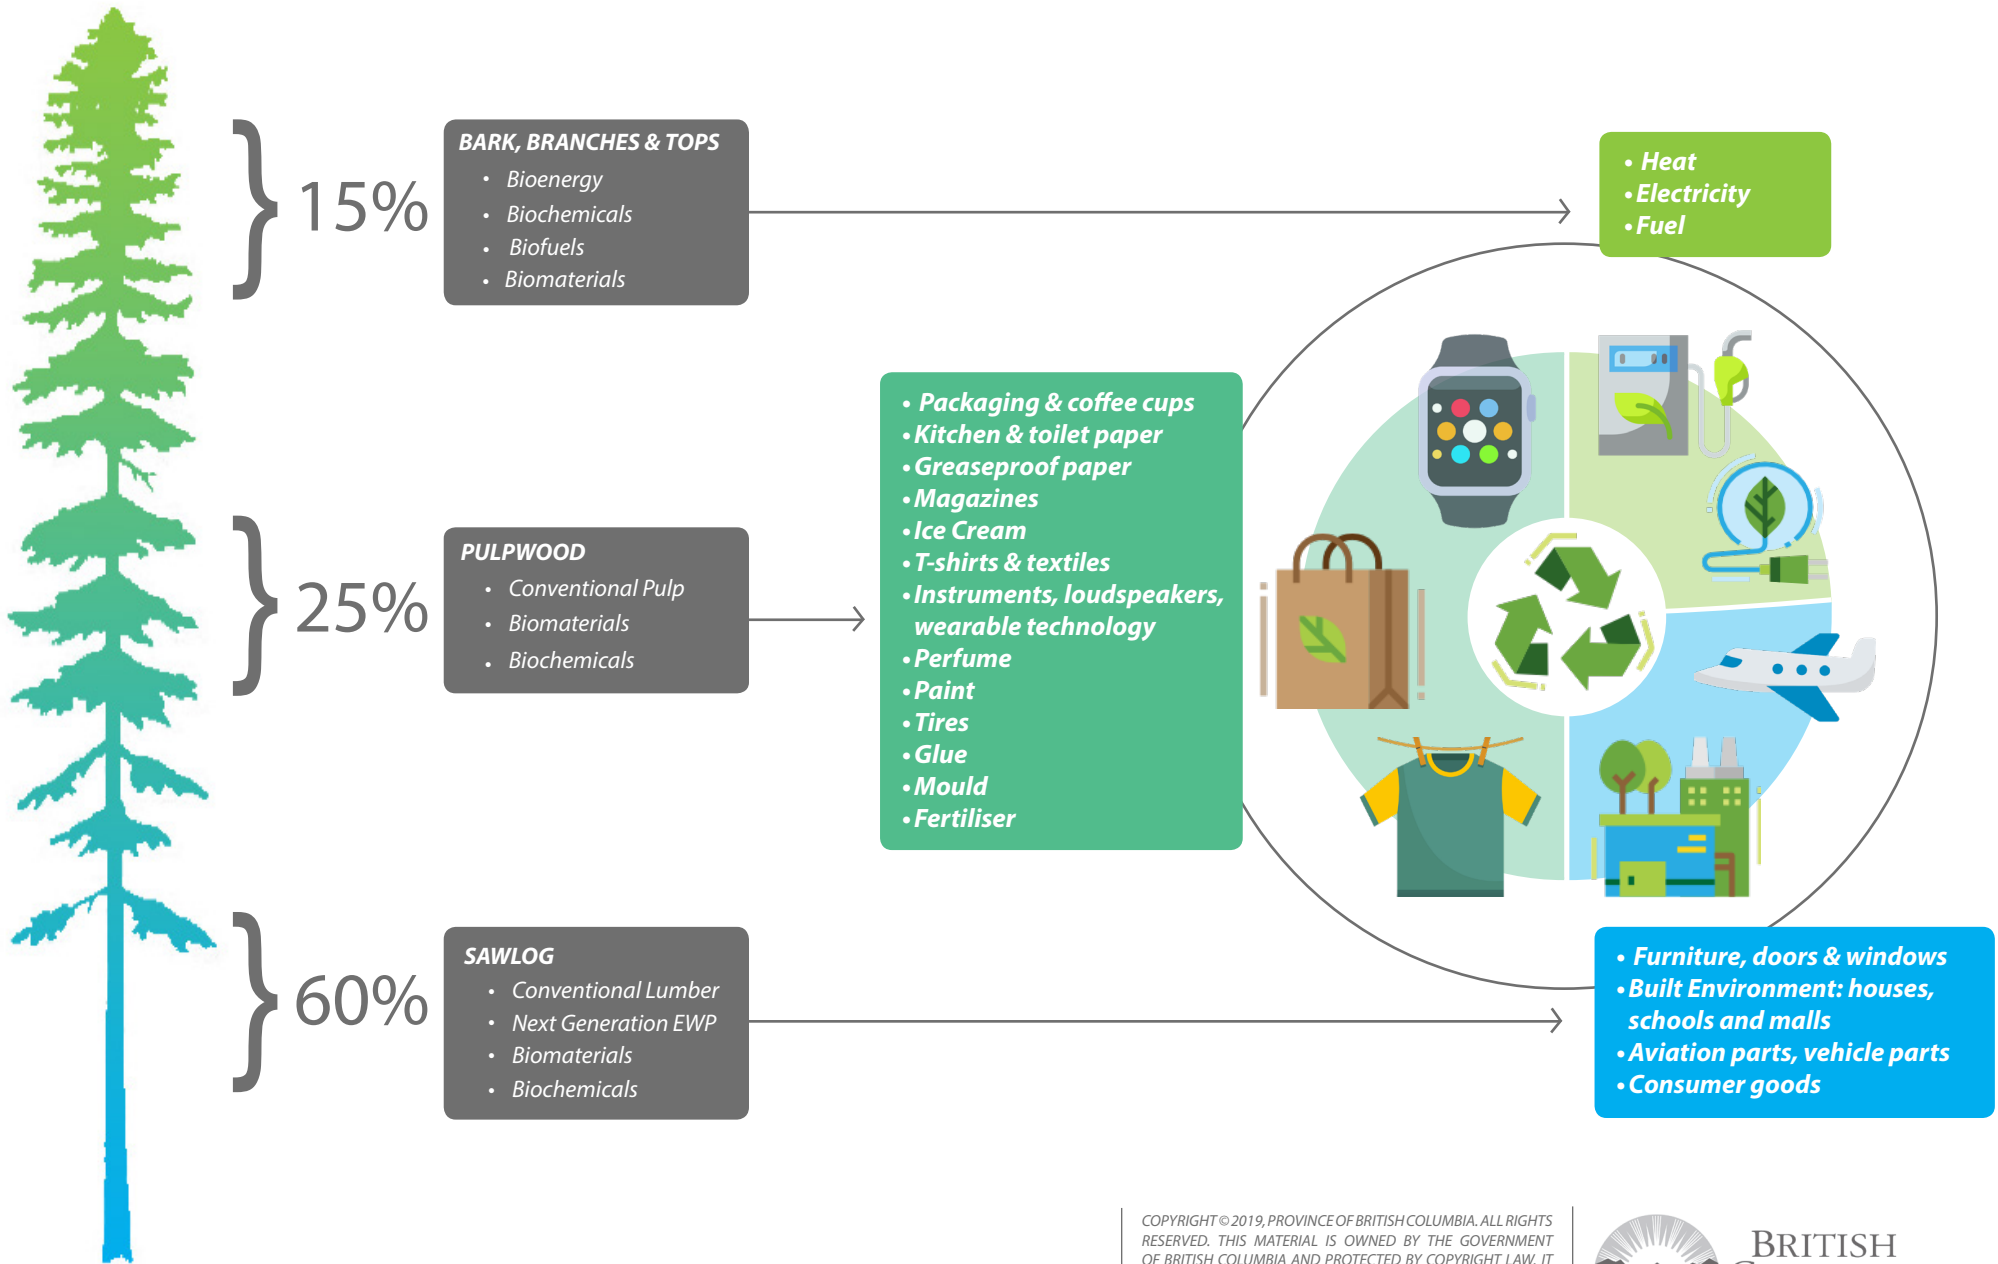 15%
BARK, BRANCHES & TOPS
• Bioenergy
• Biochemicals
• Biofuels
• Biomaterials
• Heat
• Electricity
• Fuel
25%
PULPWOOD
• Conventional Pulp
• Biomaterials
• Biochemicals
• Packaging & coffee cups
• Kitchen & toilet paper
• Greaseproof paper
• Magazines
• Ice Cream
• T-shirts & textiles
• Instruments, loudspeakers,
wearable technology
• Perfume
• Paint
• Tires
• Glue
• Mould
• Fertiliser
60%
SAWLOG
• Conventional Lumber
• Next Generation EWP
• Biomaterials
• Biochemicals
• Furniture, doors & windows
• Built Environment: houses,
schools and malls
• Aviation parts, vehicle parts
• Consumer goods
COPYRIGHT © 2019, PROVINCE OF BRITISH COLUMBIA. ALL RIGHTS
RESERVED. THIS MATERIAL IS OWNED BY THE GOVERNMENT
OF BRITISH COLUMBIA AND PROTECTED BY COPYRIGHT LAW. IT
BRITISH